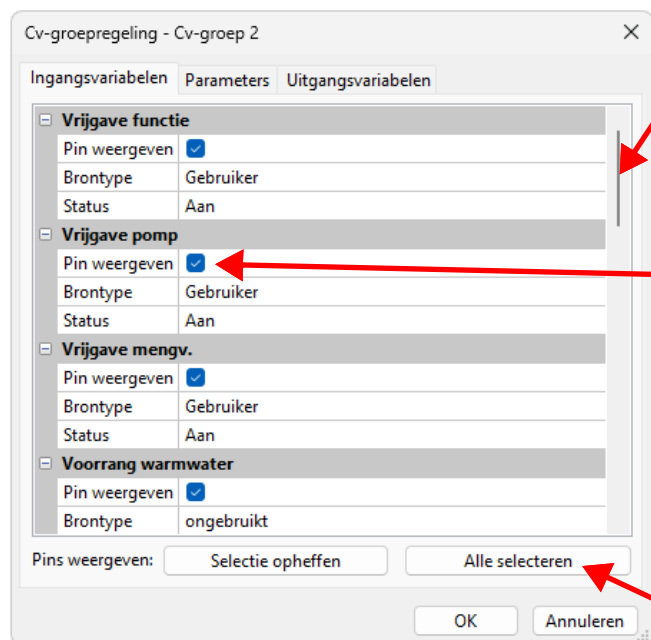 Cv-groepregeling - Cv-groep 2
Ingangsvariabelen Parameters Uitgangsvariabelen
Vrijgave functie
Pin weergeven
Brontype Gebruiker
Status Aan
Vrijgave pomp
Pin weergeven
Brontype Gebruiker
Status Aan
Vrijgave mengv.
Pin weergeven
Brontype Gebruiker
Status Aan
Voorrang warmwater
Pin weergeven
Brontype ongebruikt
Pins weergeven: Selectie opheffen Alle selecteren
OK Annuleren